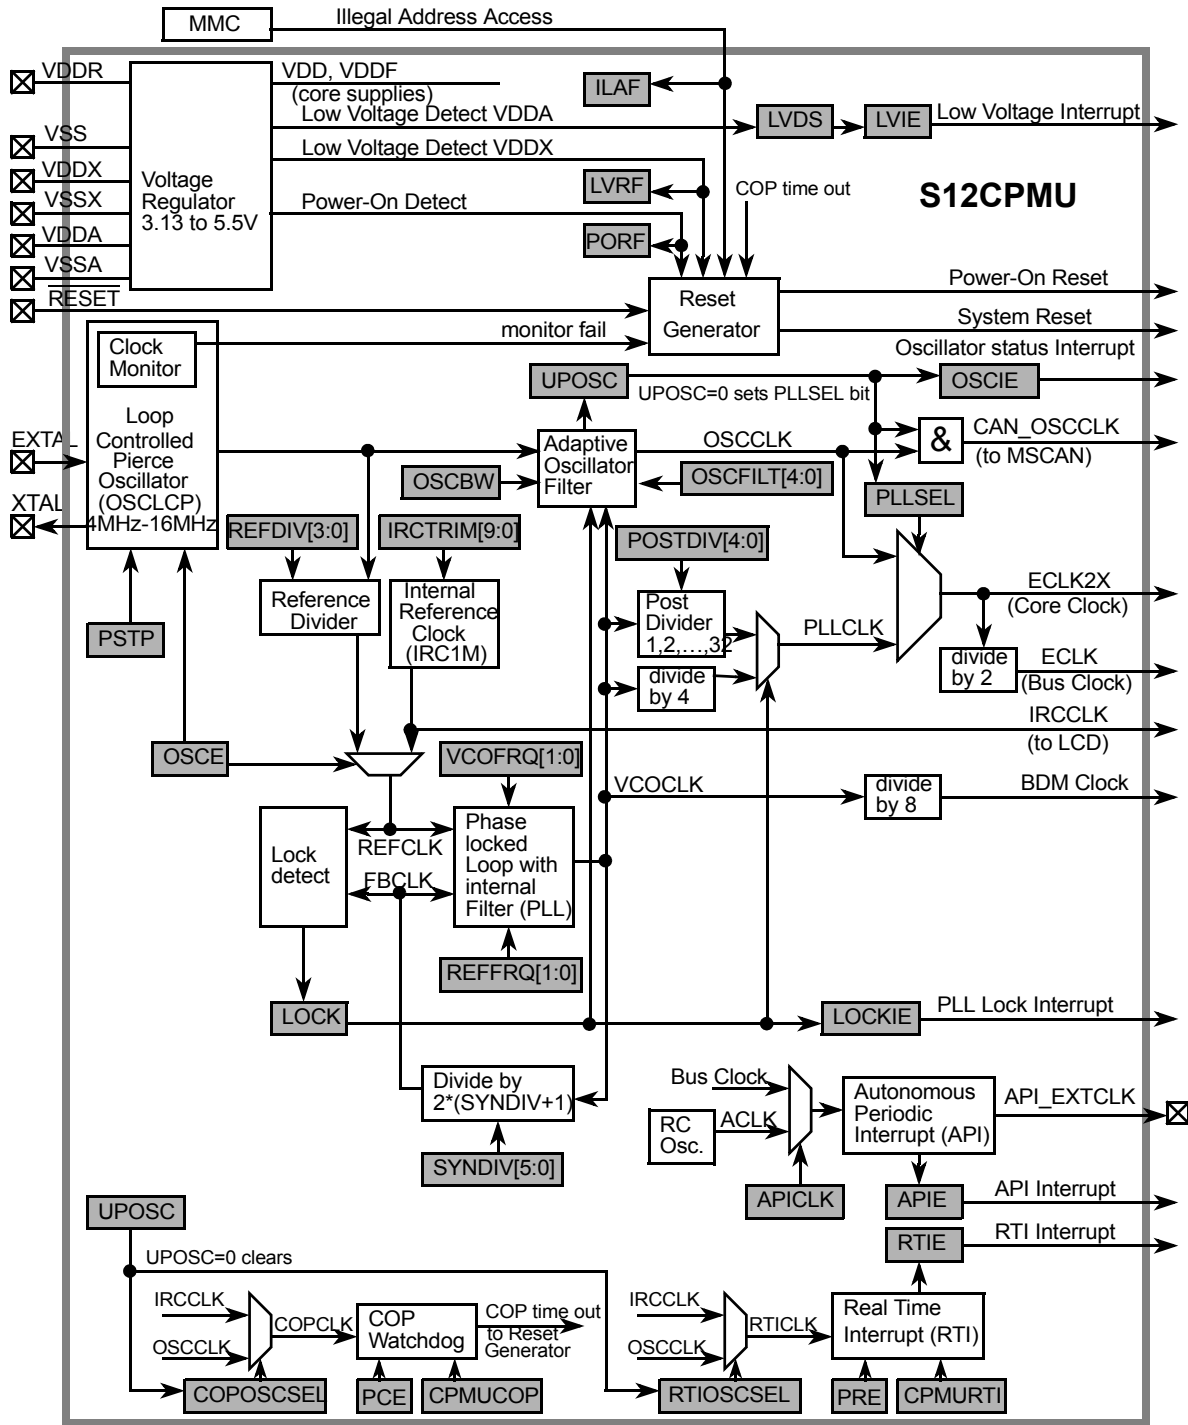 MMC
Illegal Address Access
VDDR
VDD, VDDF
(core supplies)
ILAF
Low Voltage Detect VDDA
LVDS
LVIE
Low Voltage Interrupt
VSS
Low Voltage Detect VDDX
VDDX
Voltage
Regulator
3.13 to 5.5V
LVRF
COP time out
S12CPMU
VSSX
Power-On Detect
VDDA
PORF
VSSA
RESET
Reset
Generator
Power-On Reset
System Reset
monitor fail
Clock
Monitor
Oscillator status Interrupt
UPOSC
UPOSC=0 sets PLLSEL bit
OSCIE
Loop
Controlled
Pierce
Oscillator
(OSCLCP)
4MHz-16MHz
EXTAL
XTAL
Adaptive
Oscillator
Filter
OSCCLK
&
CAN_OSCCLK
(to MSCAN)
OSCBW
OSCFILT[4:0]
PLLSEL
REFDIV[3:0]
IRCTRIM[9:0]
POSTDIV[4:0]
PSTP
Reference
Divider
Internal
Reference
Clock
(IRC1M)
Post
Divider
1,2,…,32
PLLCLK
ECLK2X
(Core Clock)
divide
by 4
divide
by 2
ECLK
(Bus Clock)
IRCCLK
(to LCD)
OSCE
VCOFRQ[1:0]
VCOCLK
divide
by 8
BDM Clock
Lock
detect
REFCLK
FBCLK
Phase
locked
Loop with
internal
Filter (PLL)
REFFRQ[1:0]
LOCK
LOCKIE
PLL Lock Interrupt
Divide by
2*(SYNDIV+1)
SYNDIV[5:0]
Bus Clock
RC
Osc.
ACLK
APICLK
Autonomous
Periodic
Interrupt (API)
API_EXTCLK
APIE
API Interrupt
RTIE
RTI Interrupt
UPOSC
UPOSC=0 clears
IRCCLK
OSCCLK
COPCLK
COP
Watchdog
COP time out
to Reset
Generator
COPOSCSEL
PCE
CPMUCOP
IRCCLK
OSCCLK
RTICLK
Real Time
Interrupt (RTI)
RTIOSCSEL
PRE
CPMURTI